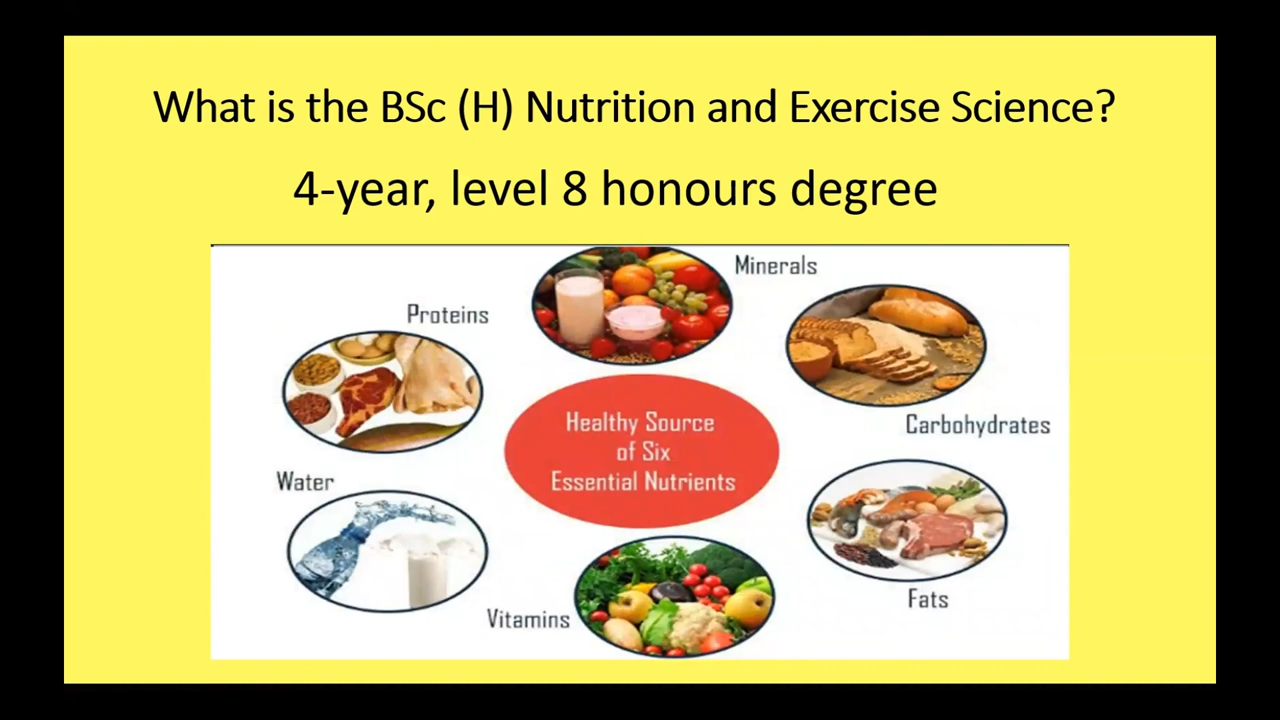 What is the BSc (H) Nutrition and Exercise Science?
4-year, level 8 honours degree
Minerals
Proteins
Carbohydrates
Healthy Source
of Six
Essential Nutrients
Water
Fats
Vitamins